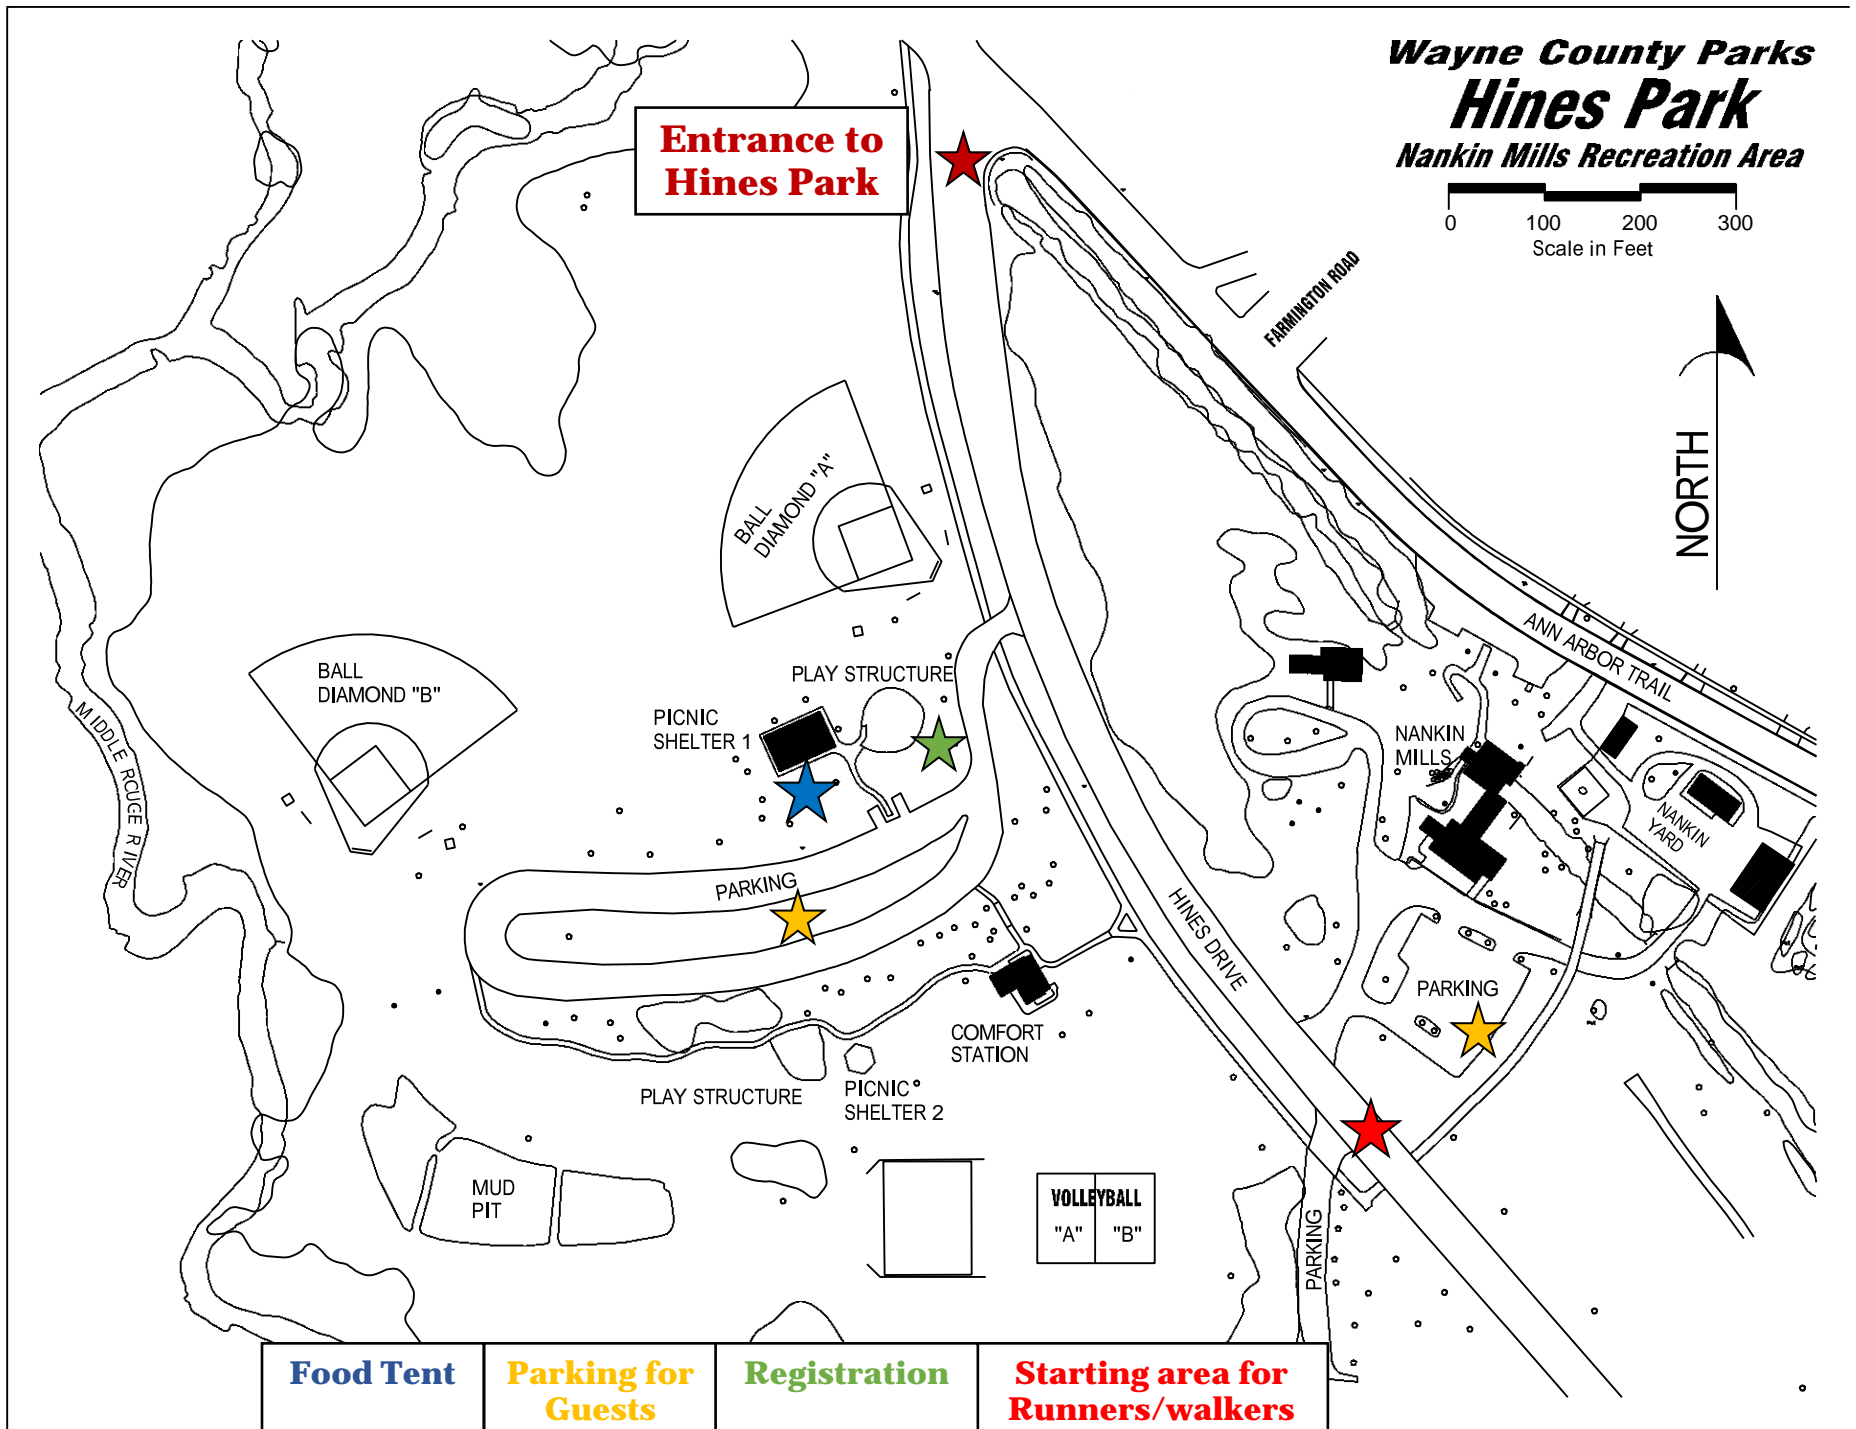 Wayne County Parks
Hines Park
Nankin Mills Recreation Area
0 100 200 300
Scale in Feet
Entrance to
Hines Park
FARMINGTON ROAD
NORTH
BALL
DIAMOND "A"
ANN ARBOR TRAIL
BALL
DIAMOND "B"
PLAY STRUCTURE
PICNIC
SHELTER 1
MIDDLE ROUGE RIVER
NANKIN
MILLS
NANKIN
YARD
PARKING
HINES DRIVE
PARKING
COMFORT
STATION
PLAY STRUCTURE
PICNIC
SHELTER 2
MUD
PIT
VOLLEYBALL
"A" "B"
PARKING
Food Tent
Parking for
Guests
Registration
Starting area for
Runners/walkers